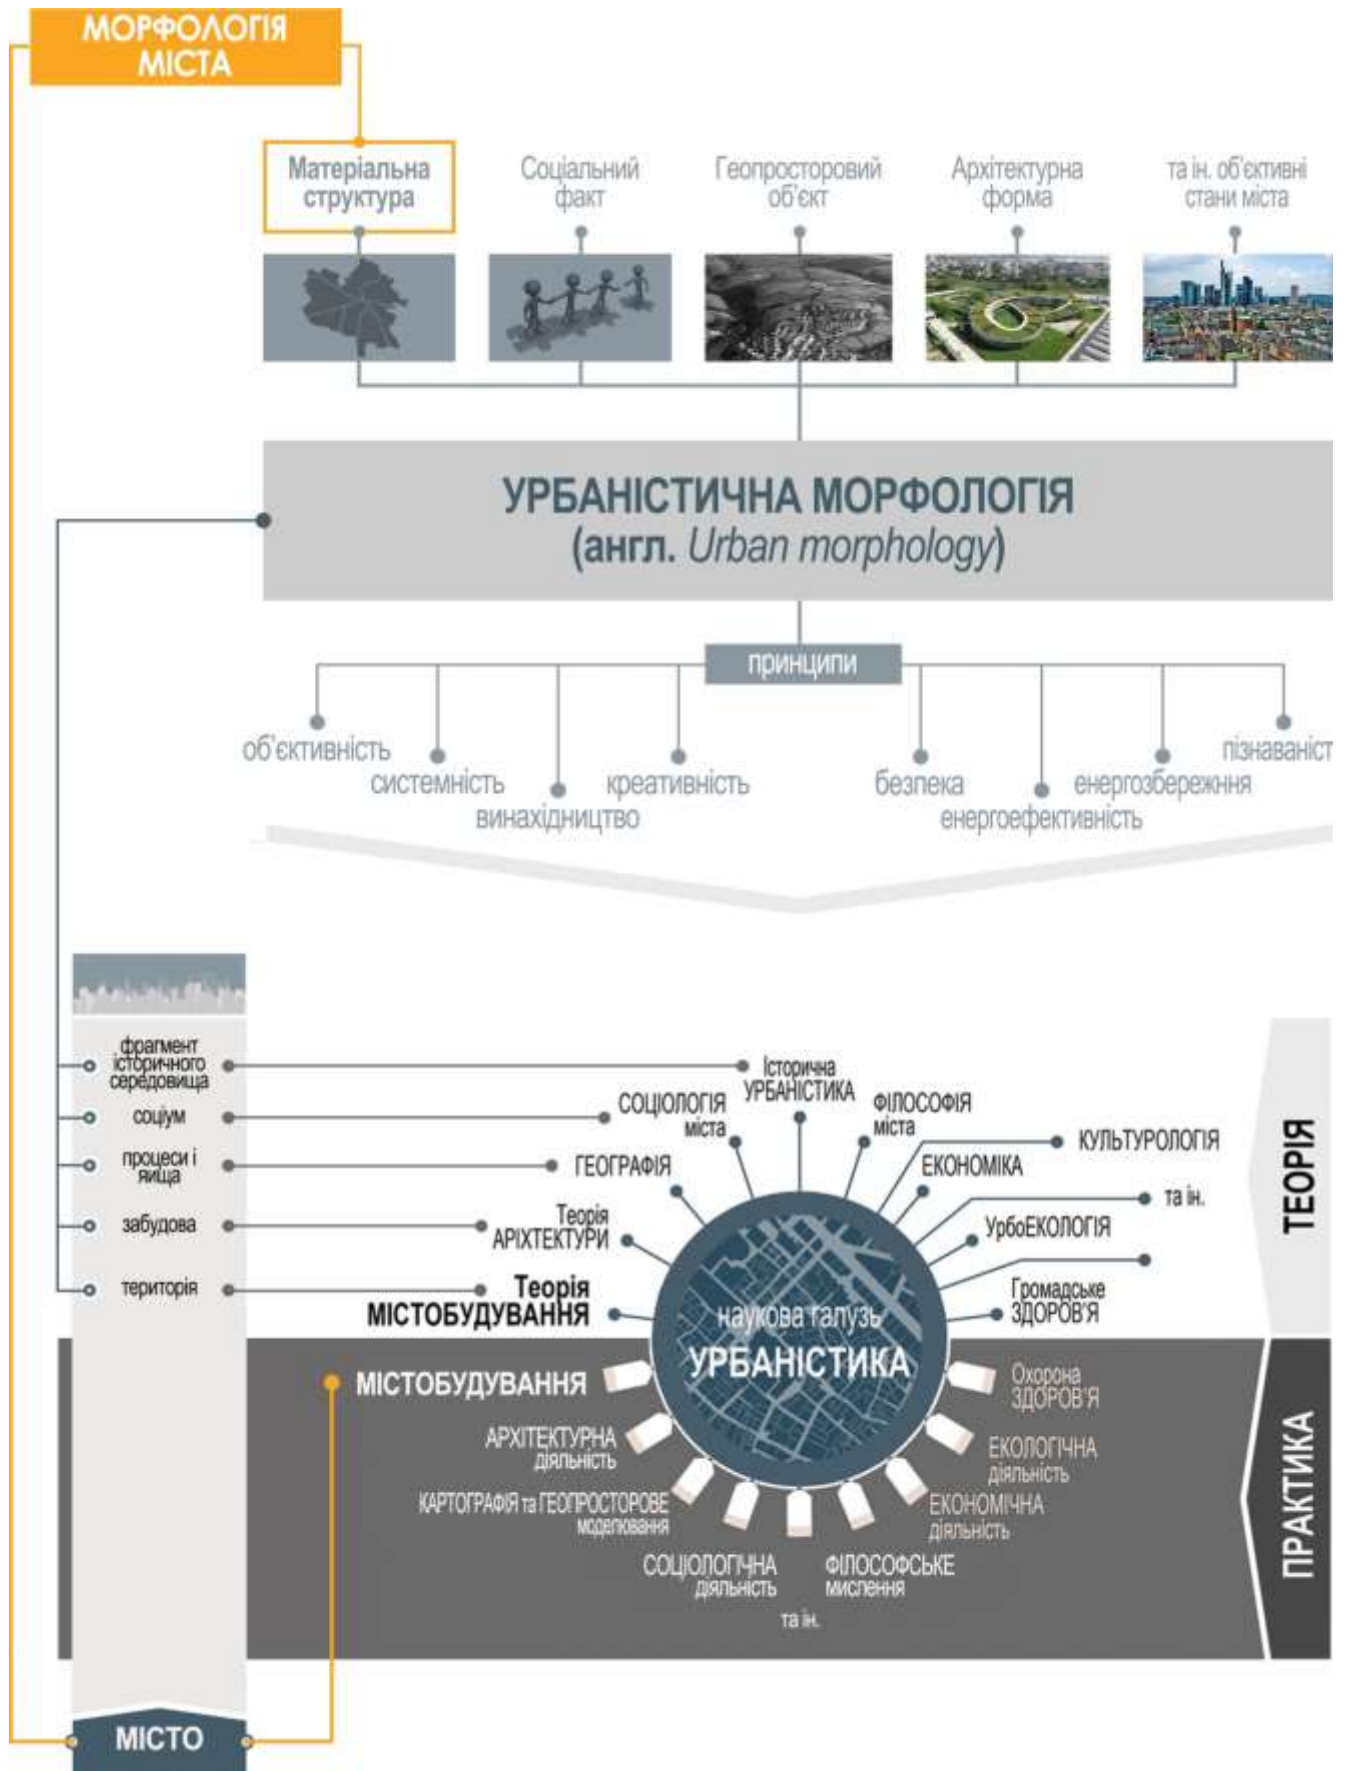 МОРФОЛОГІЯ
МІСТА
Матеріальна
структура
Соціальний
факт
Геопросторовий
об'єкт
Архітектурна
форма
та ін. об'єктивні
стани міста
УРБАНІСТИЧНА МОРФОЛОГІЯ
(англ. Urban morphology)
принципи
об'єктивність
системність
винахідництво
креативність
безпека
енергоефективність
енергозбережння
пізнаваніст
фрагмент
історичного
середовища
соціум
процеси і
яища
забудова
територія
Історична
УРБАНІСТИКА
СОЦІОЛОГІЯ
міста
ФІЛОСОФІЯ
міста
КУЛЬТУРОЛОГІЯ
ГЕОГРАФІЯ
ЕКОНОМІКА
та ін.
Теорія
АРІХТЕКТУРИ
УрбоЕКОЛОГІЯ
Теорія
МІСТОБУДУВАННЯ
Громадське
ЗДОРОВ'Я
наукова галузь
УРБАНІСТИКА
ТЕОРІЯ
МІСТОБУДУВАННЯ
Охорона
ЗДОРОВ'Я
АРХІТЕКТУРНА
діяльність
ЕКОЛОГІЧНА
діяльність
КАРТОГРАФІЯ та ГЕОПРОСТОРОВЕ
моделювання
ЕКОНОМІЧНА
діяльність
СОЦІОЛОГІЧНА
діяльність
ФІЛОСОФСЬКЕ
мислення
та ін.
ПРАКТИКА
МІСТО